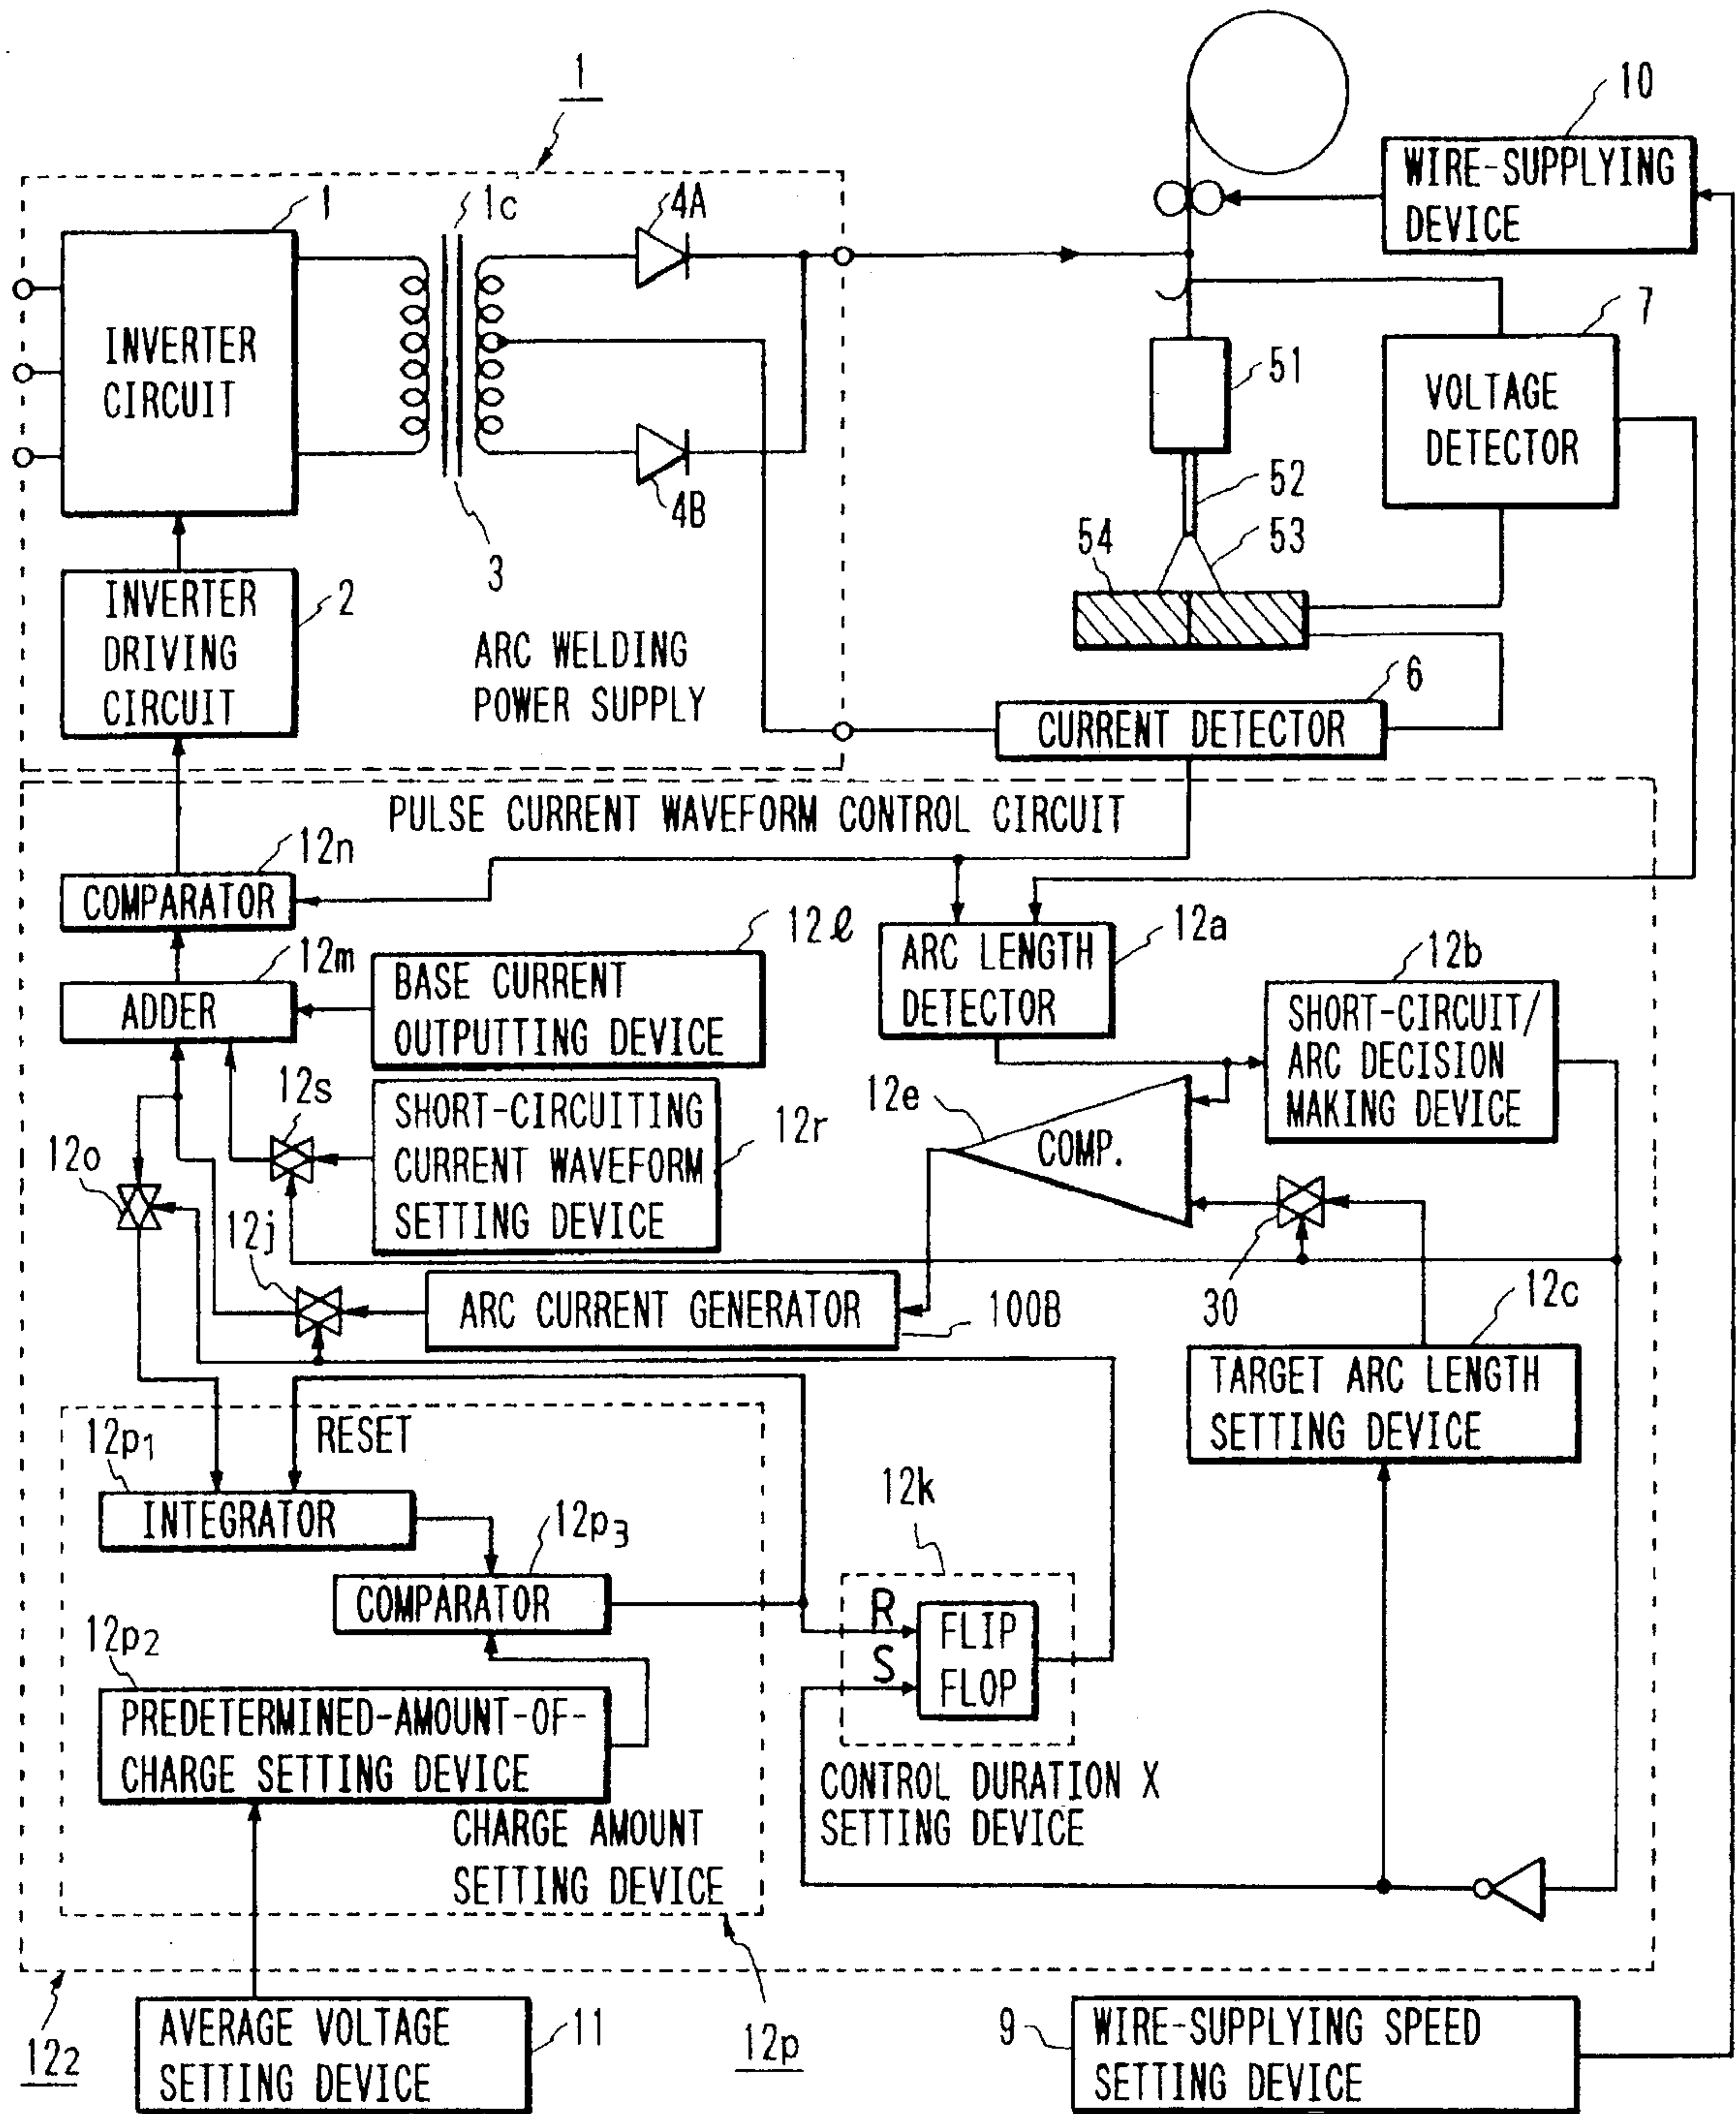 1
10
WIRE-SUPPLYING
DEVICE
1
1c
4A
INVERTER
CIRCUIT
7
VOLTAGE
DETECTOR
51
4B
3
52
53
54
INVERTER
DRIVING
CIRCUIT
2
ARC WELDING
POWER SUPPLY
6
CURRENT DETECTOR
PULSE CURRENT WAVEFORM CONTROL CIRCUIT
12n
COMPARATOR
12m
ADDER
12ℓ
BASE CURRENT
OUTPUTTING DEVICE
12a
ARC LENGTH
DETECTOR
12b
SHORT-CIRCUIT/
ARC DECISION
MAKING DEVICE
12s
SHORT-CIRCUITING
CURRENT WAVEFORM
SETTING DEVICE
12r
12e
COMP.
12o
12j
ARC CURRENT GENERATOR
100B
30
12c
TARGET ARC LENGTH
SETTING DEVICE
RESET
12p1
INTEGRATOR
12p3
COMPARATOR
12k
R
S
FLIP
FLOP
12p2
PREDETERMINED-AMOUNT-OF-
CHARGE SETTING DEVICE
CONTROL DURATION X
SETTING DEVICE
CHARGE AMOUNT
SETTING DEVICE
12p
122
AVERAGE VOLTAGE
SETTING DEVICE
11
9
WIRE-SUPPLYING SPEED
SETTING DEVICE